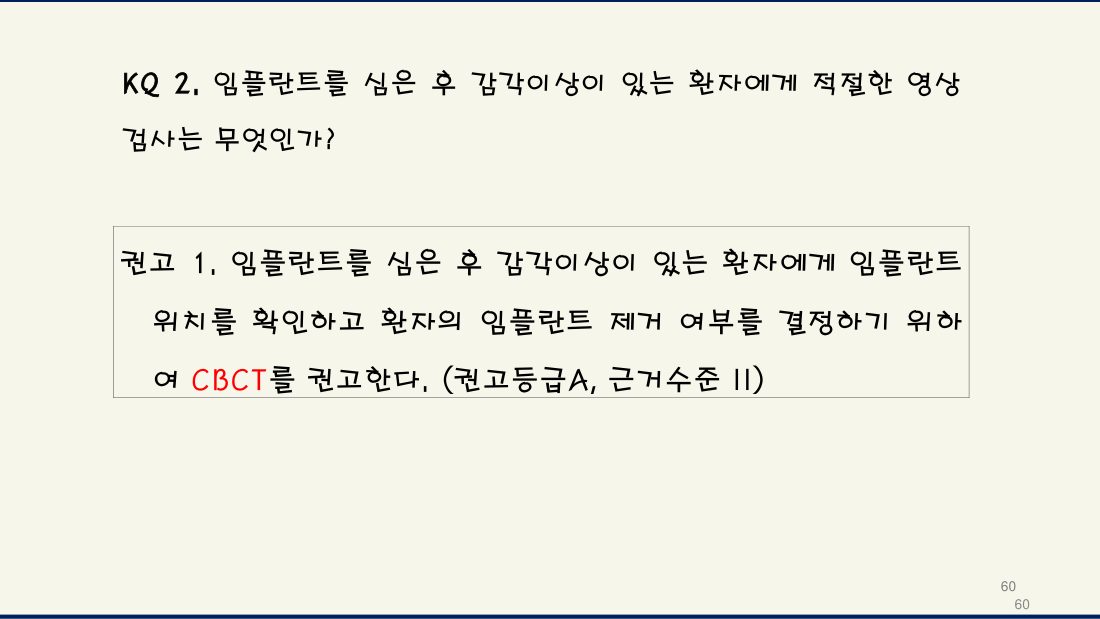 KQ 2. 임플란트를 심은 후 감각이상이 있는 환자에게 적절한 영상
검사는 무엇인가?
권고 1. 임플란트를 심은 후 감각이상이 있는 환자에게 임플란트
위치를 확인하고 환자의 임플란트 제거 여부를 결정하기 위하
여 CBCT를 권고한다. (권고등급A, 근거수준 II)
60
60